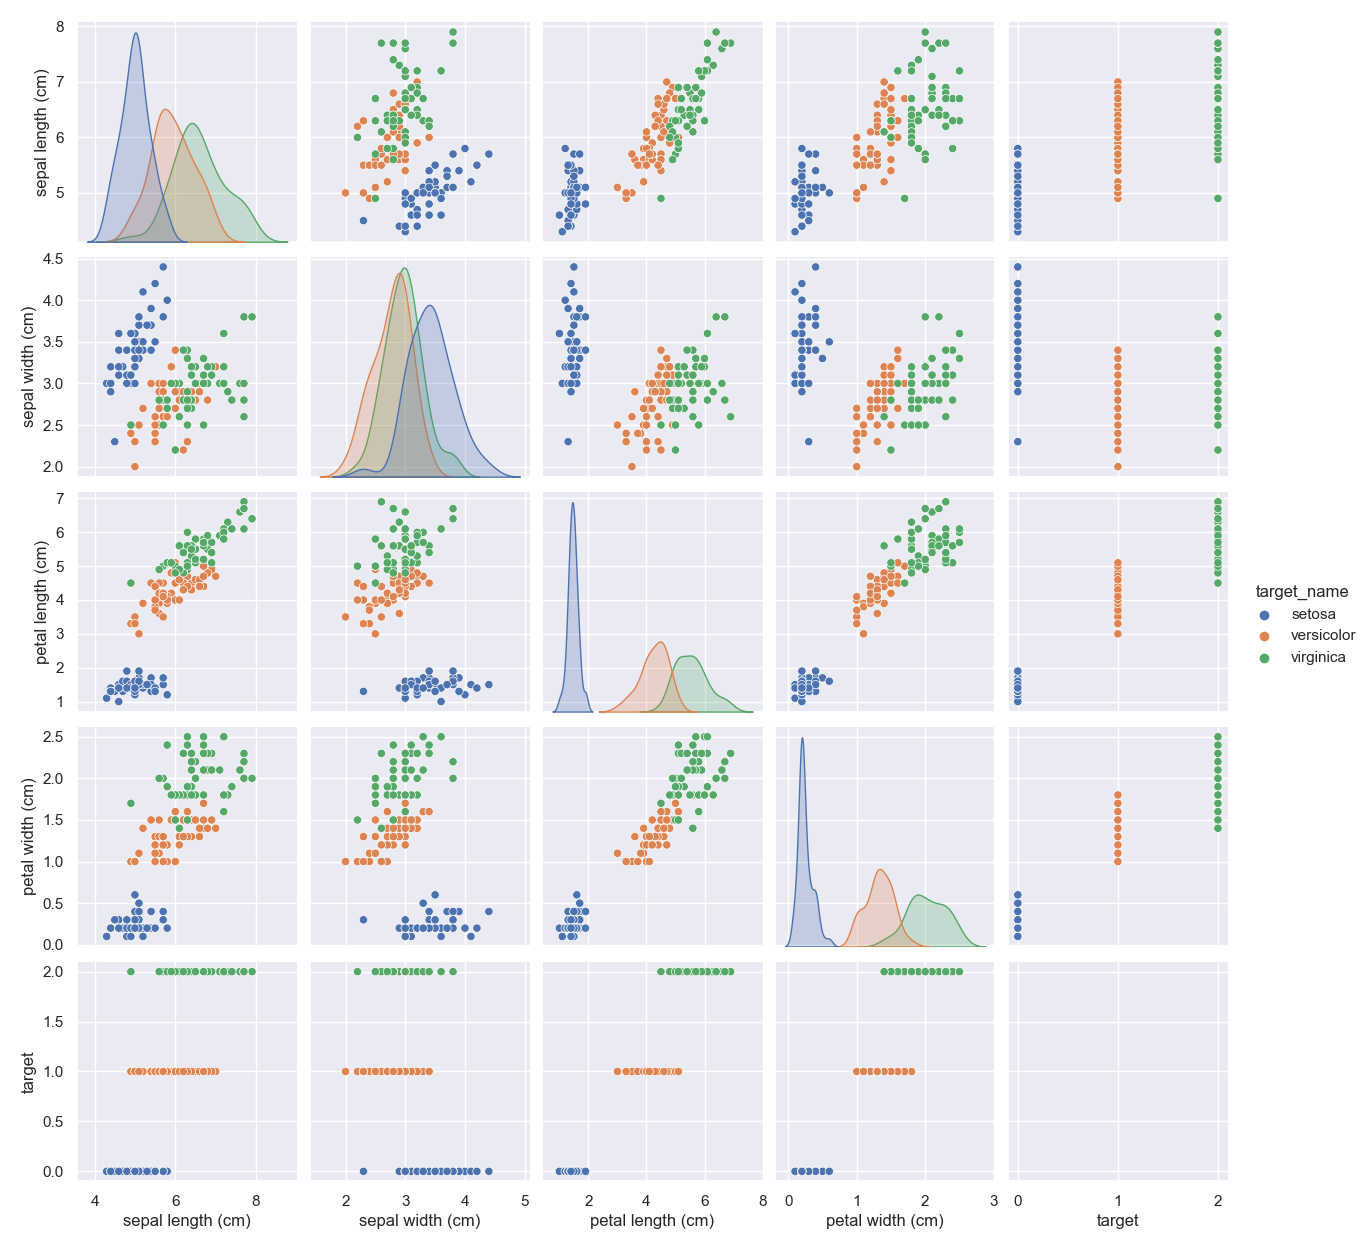 8
7
6
5
sepal length (cm)
4.5
4.0
3.5
3.0
2.5
2.0
sepal width (cm)
7
6
5
4
3
2
1
petal length (cm)
2.5
2.0
1.5
1.0
0.5
0.0
petal width (cm)
2.0
1.5
1.0
0.5
0.0
target
4 6 8
sepal length (cm)
2 3 4 5
sepal width (cm)
2 4 6 8
petal length (cm)
0 1 2 3
petal width (cm)
0 1 2
target
target_name
setosa
versicolor
virginica